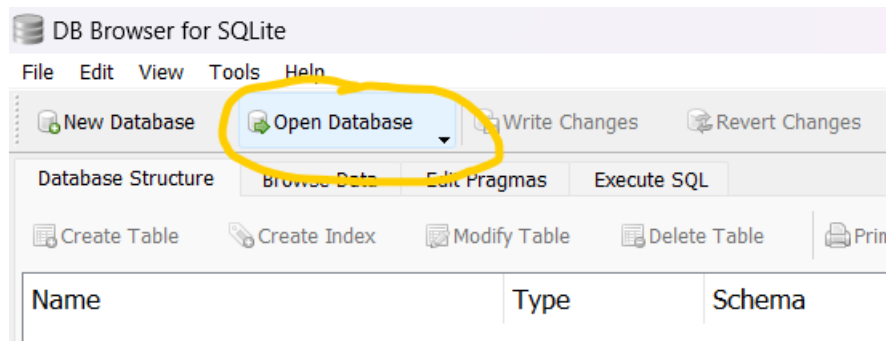 DB Browser for SQLite
File Edit View Tools Help
New Database Open Database Write Changes Revert Changes
Database Structure Browse Data Edit Pragmas Execute SQL
Create Table Create Index Modify Table Delete Table Prin
Name Type Schema